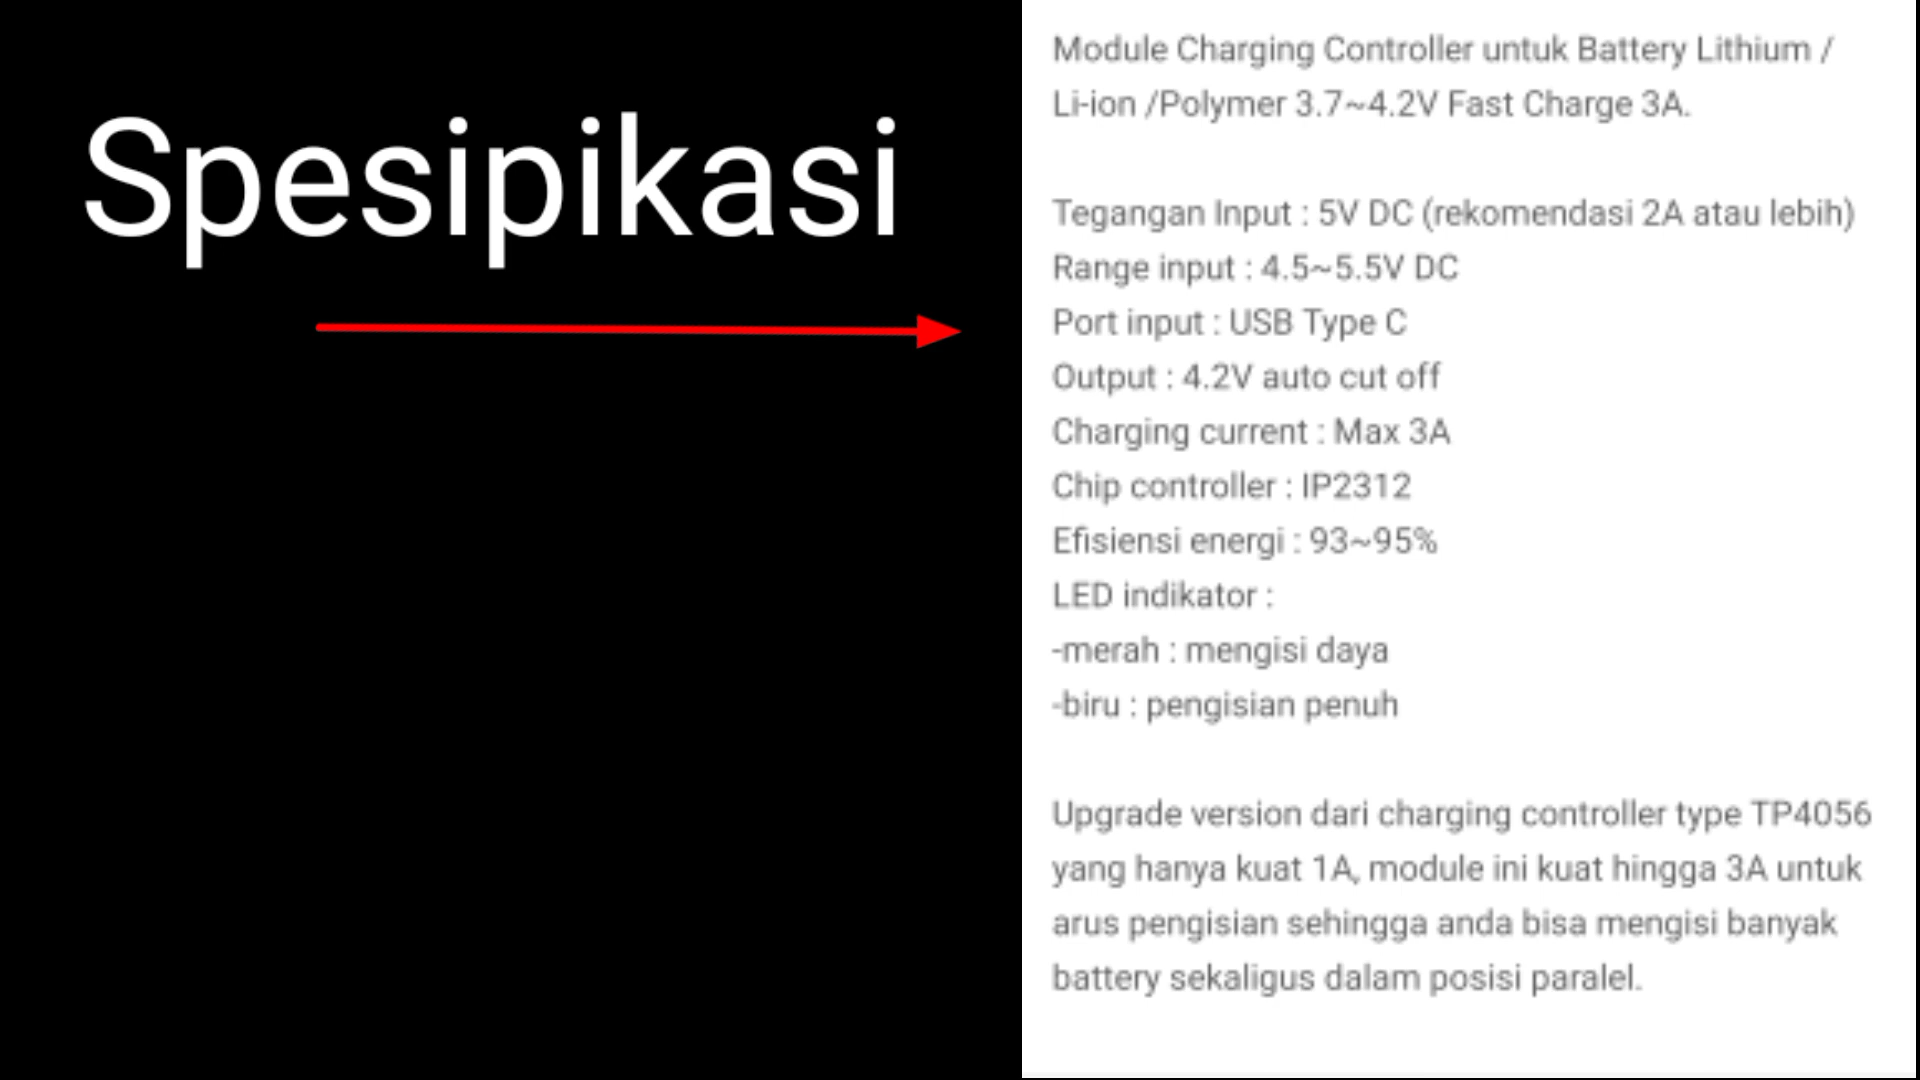 Spesipikasi
Module Charging Controller untuk Battery Lithium /
Li-ion /Polymer 3.7~4.2V Fast Charge 3A.
Tegangan Input : 5V DC (rekomendasi 2A atau lebih)
Range input : 4.5~5.5V DC
Port input : USB Type C
Output : 4.2V auto cut off
Charging current : Max 3A
Chip controller : IP2312
Efisiensi energi : 93~95%
LED indikator :
-merah : mengisi daya
-biru : pengisian penuh
Upgrade version dari charging controller type TP4056
yang hanya kuat 1A, module ini kuat hingga 3A untuk
arus pengisian sehingga anda bisa mengisi banyak
battery sekaligus dalam posisi paralel.